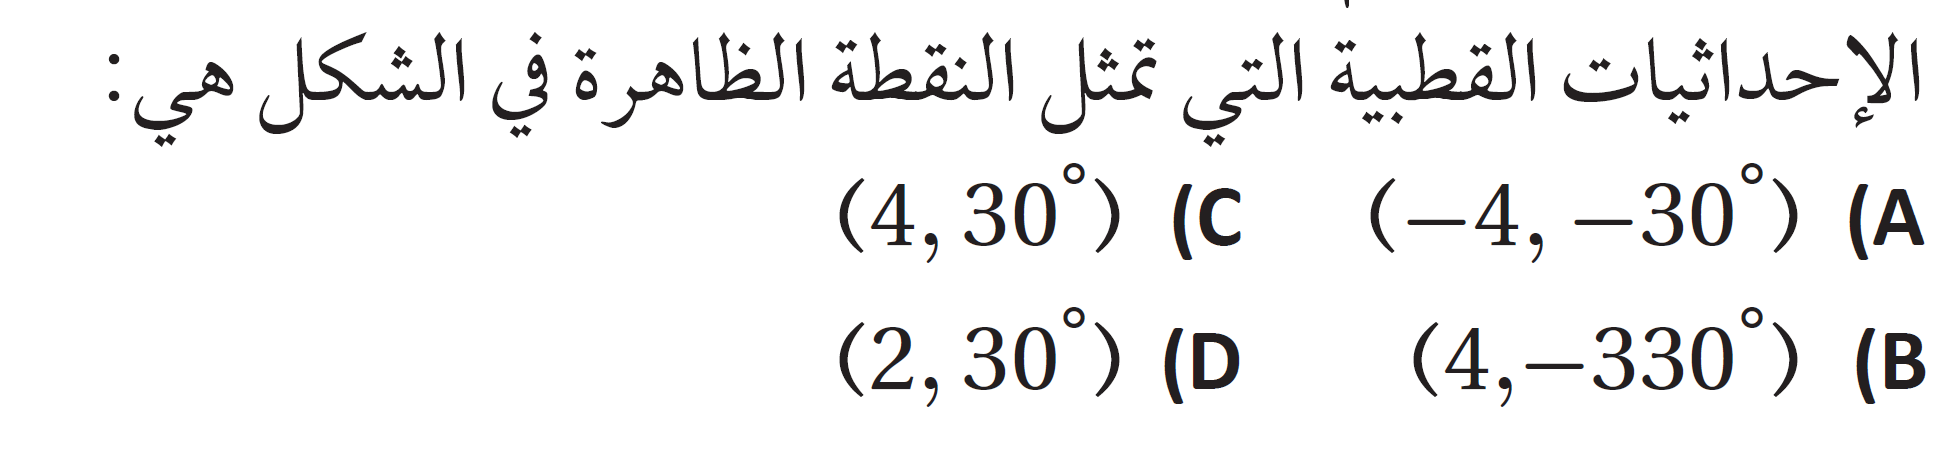 الإحداثيات القطبية التي تمثل النقطة الظاهرة في الشكل هي:
A) (−4, −30°) C) (4, 30°)
B) (4,−330°) D) (2, 30°)